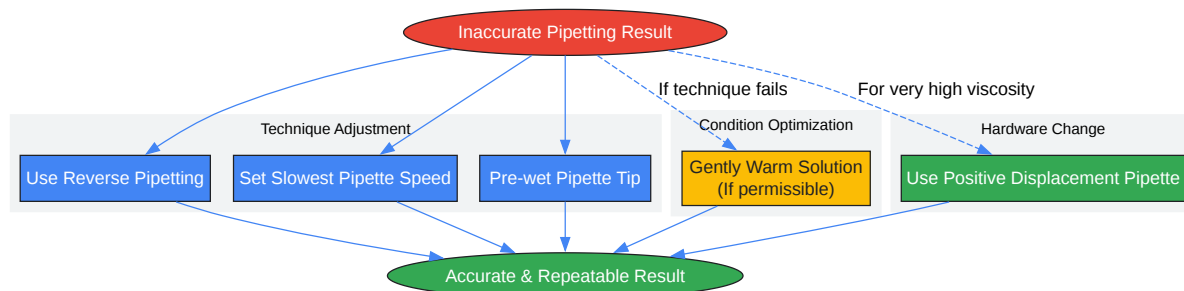 Inaccurate Pipetting Result
If technique fails
For very high viscosity
Technique Adjustment
Condition Optimization
Hardware Change
Use Reverse Pipetting
Set Slowest Pipette Speed
Pre-wet Pipette Tip
Gently Warm Solution
(If permissible)
Use Positive Displacement Pipette
Accurate & Repeatable Result